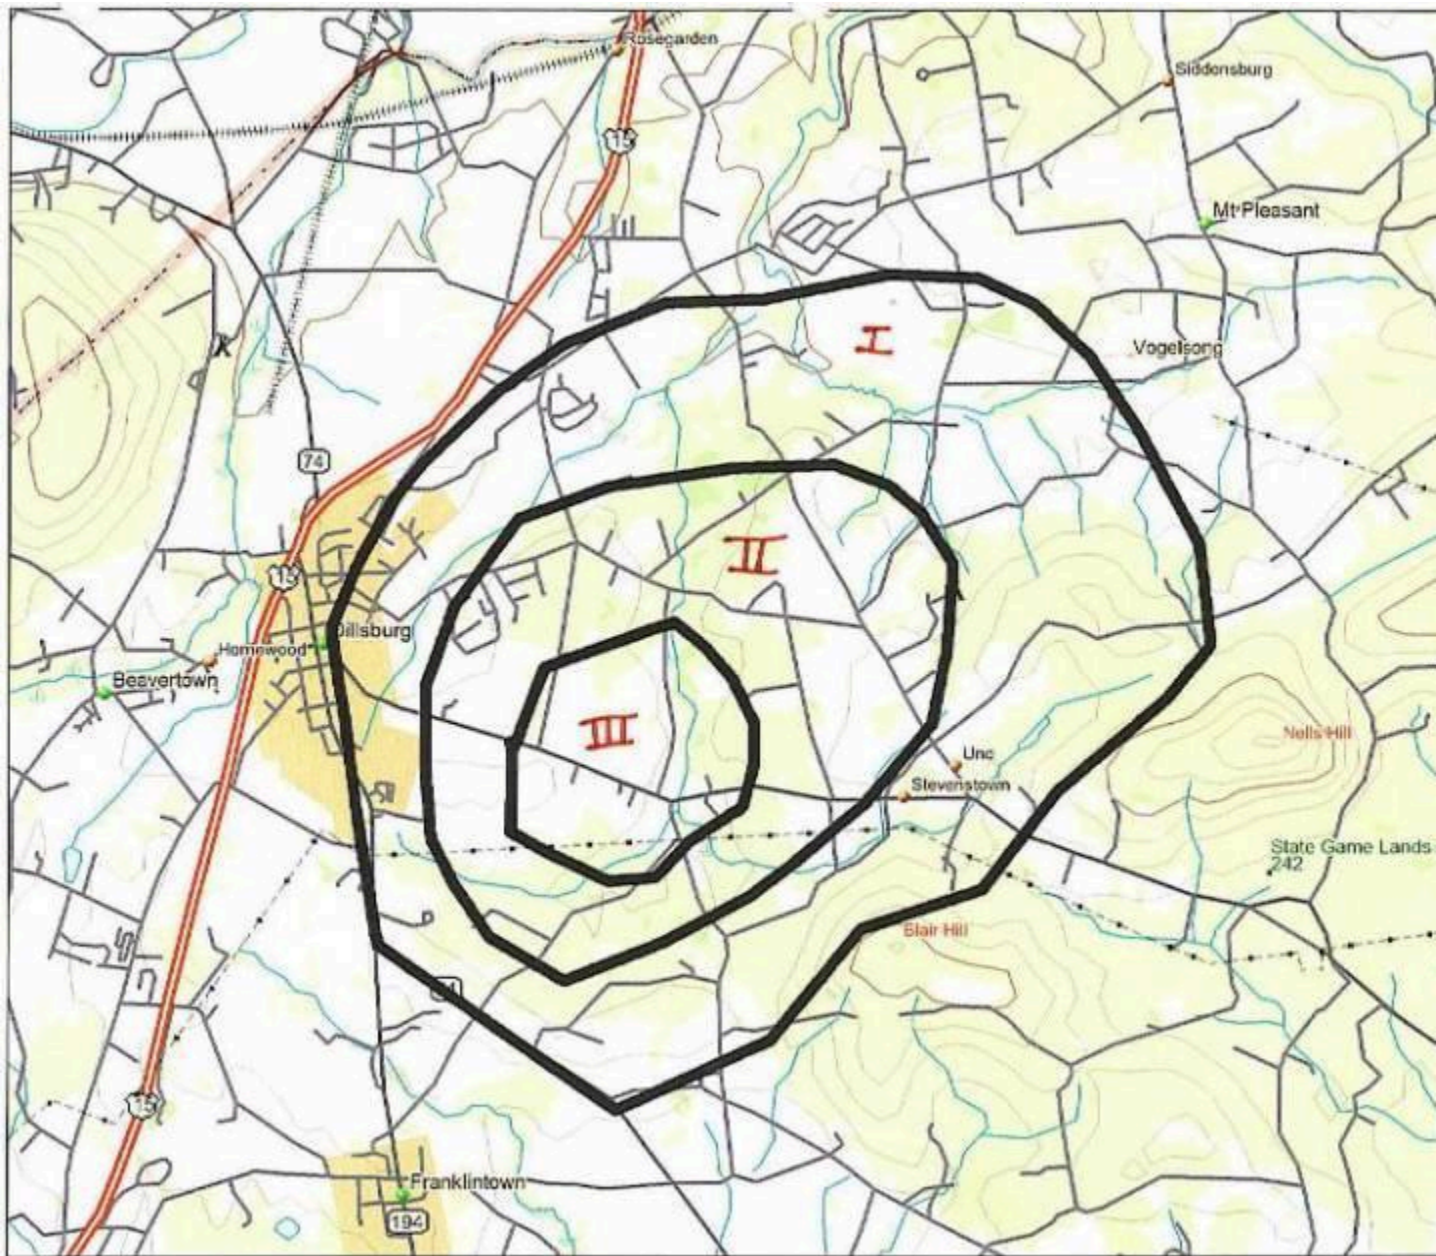 Rosegarden
Siddonsburg
15
Mt Pleasant
I
Vogelsong
74
II
15
Dillsburg
Homewood
Beavertown
III
Nells Hill
Unc
Stevenstown
State Game Lands
242
Blair Hill
15
Franklintown
194